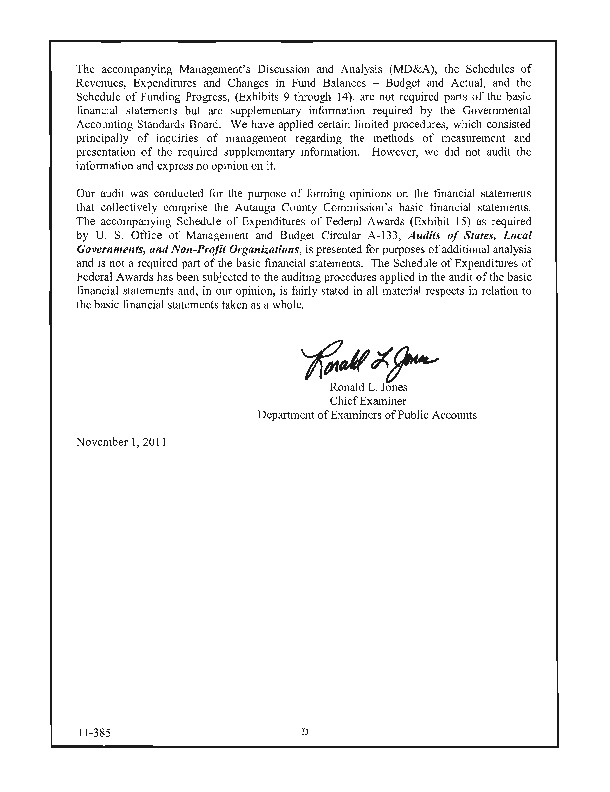 The accompanying Management's Discussion and Analysis (MD&A), the Schedules of
Revenues, Expenditures and Changes in Fund Balances – Budget and Actual, and the
Schedule of Funding Progress, (Exhibits 9 through 14), are not required parts of the basic
financial statements but are supplementary information required by the Governmental
Accounting Standards Board. We have applied certain limited procedures, which consisted
principally of inquiries of management regarding the methods of measurement and
presentation of the required supplementary information. However, we did not audit the
information and express no opinion on it.
Our audit was conducted for the purpose of forming opinions on the financial statements
that collectively comprise the Autauga County Commission's basic financial statements.
The accompanying Schedule of Expenditures of Federal Awards (Exhibit 15) as required
by U. S. Office of Management and Budget Circular A-133, Audits of States, Local
Governments, and Non-Profit Organizations, is presented for purposes of additional analysis
and is not a required part of the basic financial statements. The Schedule of Expenditures of
Federal Awards has been subjected to the auditing procedures applied in the audit of the basic
financial statements and, in our opinion, is fairly stated in all material respects in relation to
the basic financial statements taken as a whole.
Ronald L. Jones
Ronald L. Jones
Chief Examiner
Department of Examiners of Public Accounts
November 1, 2011
11-385